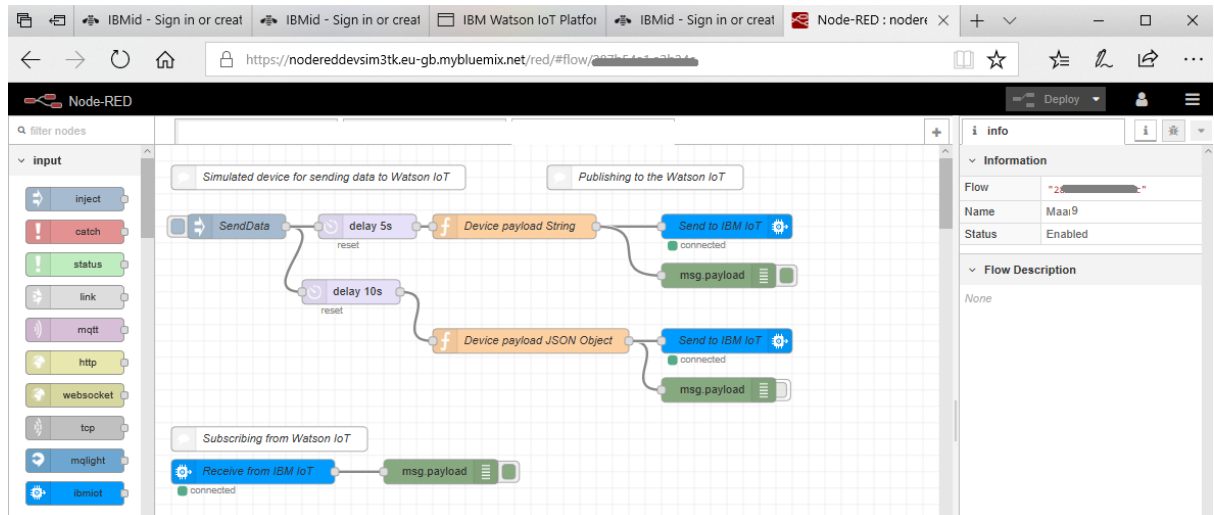 IBMid - Sign in or creat
IBMid - Sign in or creat
IBM Watson IoT Platfor
IBMid - Sign in or creat
Node-RED : nodere
https://nodereddevsim3tk.eu-gb.mybluemix.net/red/#flow/
Node-RED
Deploy
filter nodes
input
inject
catch
status
link
mqtt
http
websocket
tcp
mqlight
ibmiot
Simulated device for sending data to Watson IoT
Publishing to the Watson IoT
SendData
delay 5s
reset
Device payload String
Send to IBM IoT
connected
msg.payload
delay 10s
reset
Device payload JSON Object
Send to IBM IoT
connected
msg.payload
Subscribing from Watson IoT
Receive from IBM IoT
connected
msg.payload
i info
i
Information
Flow
Name
Status Enabled
Flow Description
None